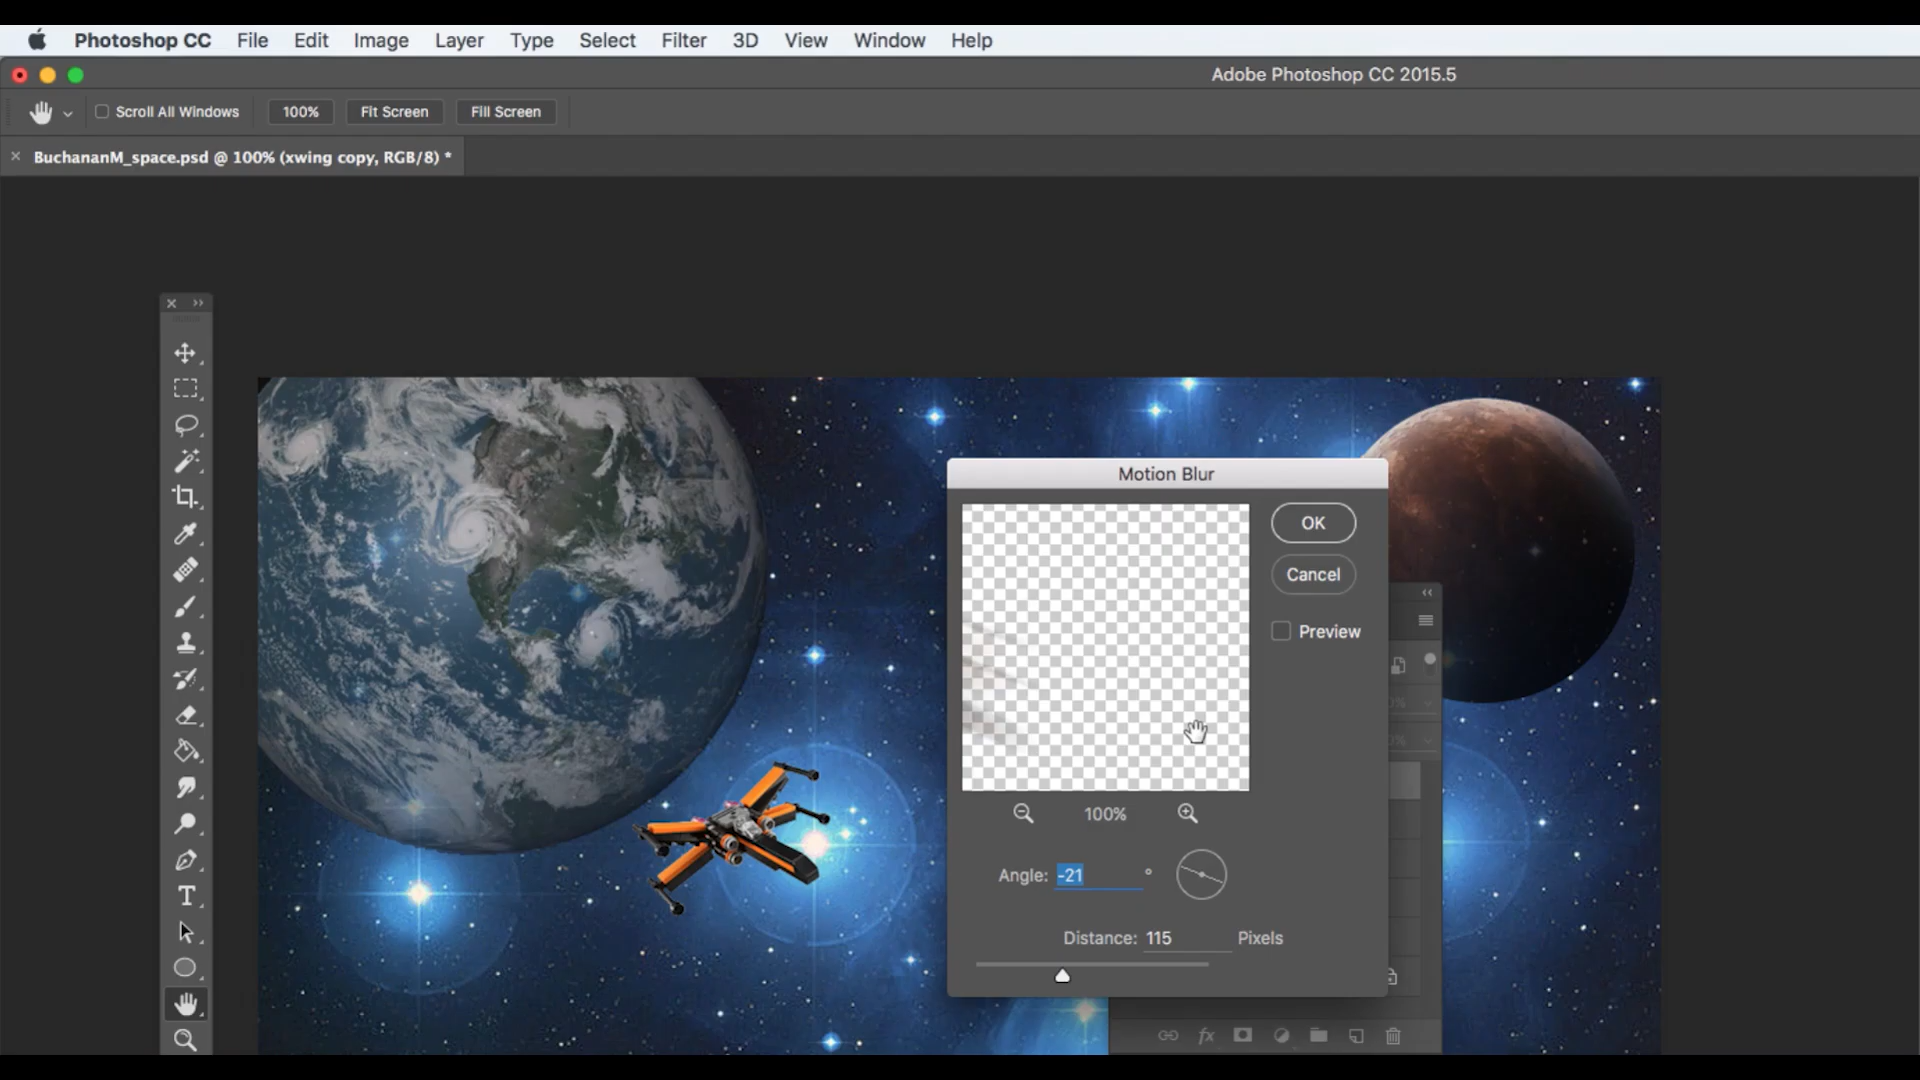 Photoshop CC File Edit Image Layer Type Select Filter 3D View Window Help
Adobe Photoshop CC 2015.5
Scroll All Windows 100% Fit Screen Fill Screen
× BuchananM_space.psd @ 100% (xwing copy, RGB/8) *
Motion Blur
OK
Cancel
Preview
100%
Angle: -21 °
Distance: 115 Pixels
T
fx